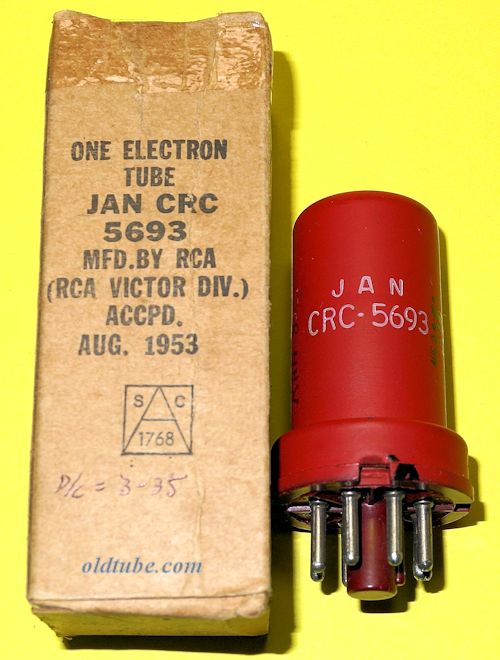 ONE ELECTRON
TUBE
JAN CRC
5693
MFD.BY RCA
(RCA VICTOR DIV.)
ACCPD.
AUG. 1953
S C
A
1768
P/c = 3-35
oldtube.com
JAN
CRC-5693